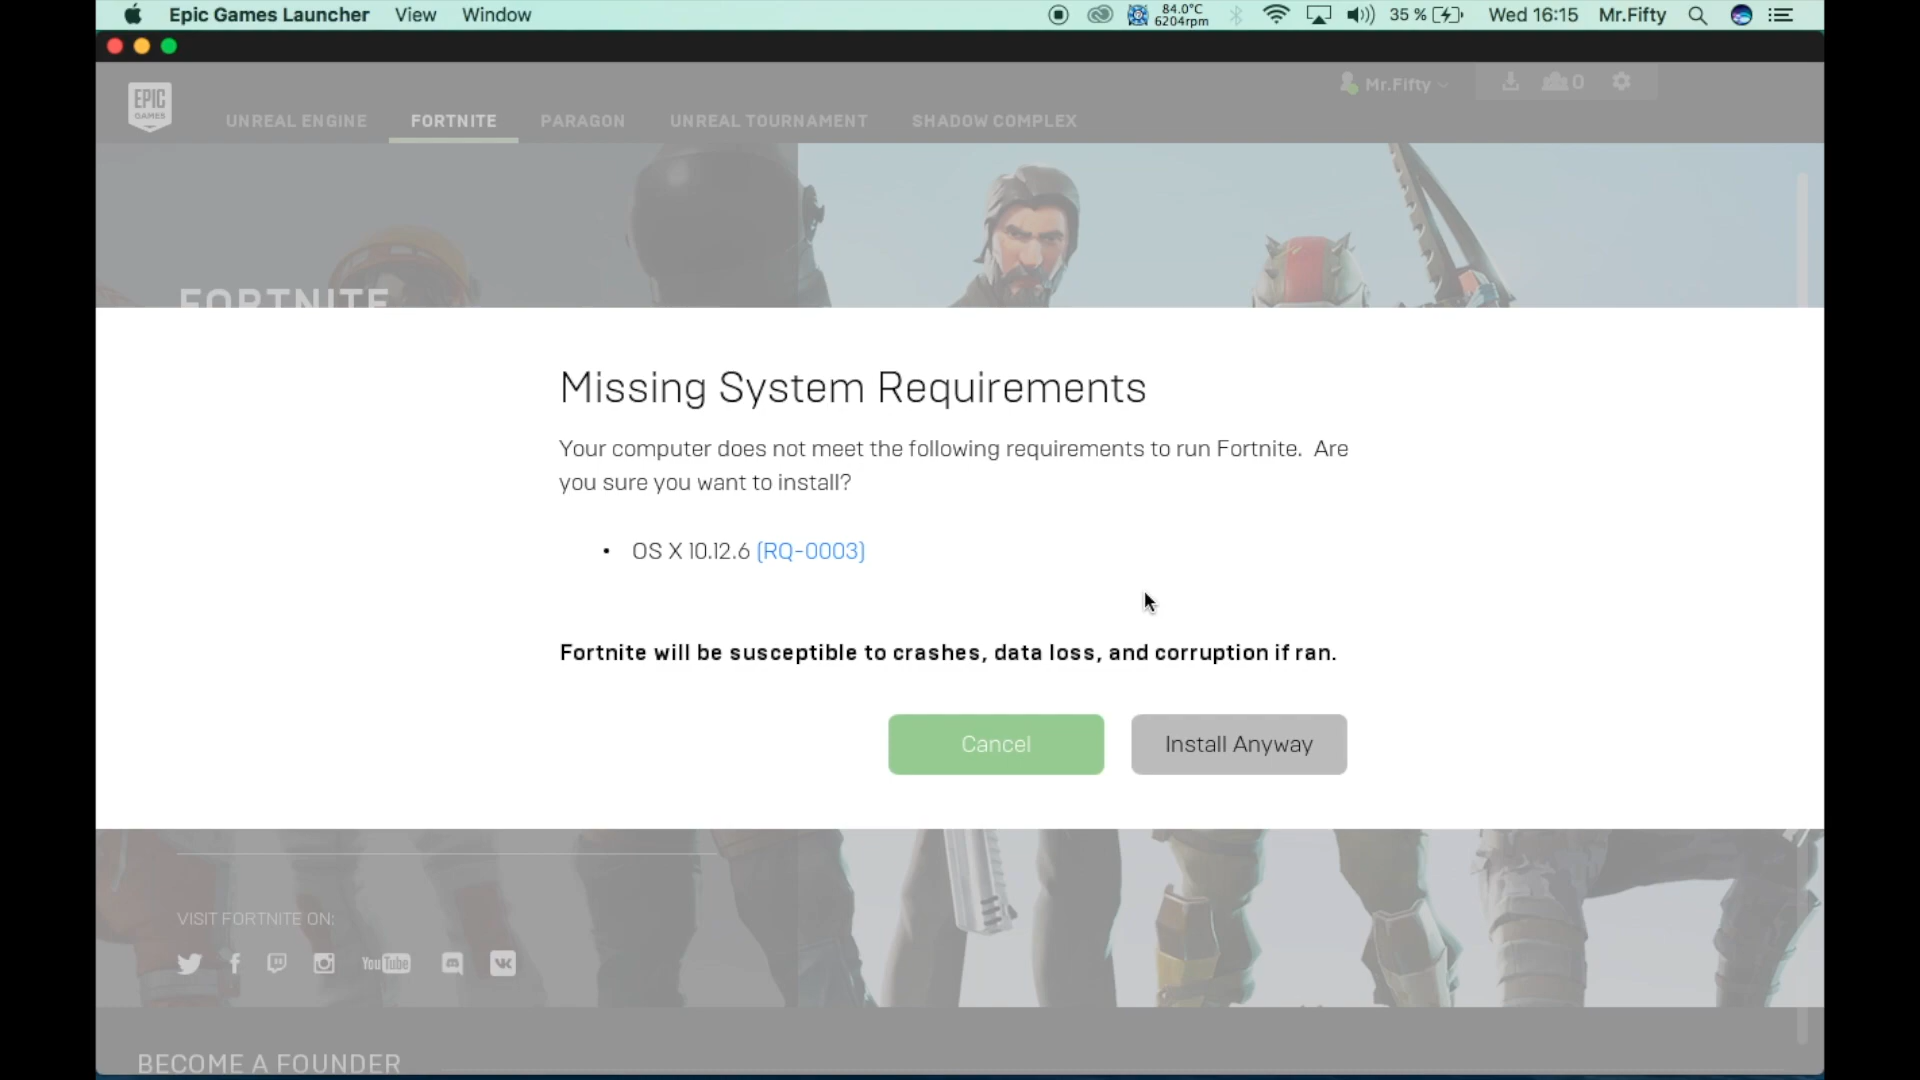 Epic Games Launcher View Window
84.0°C
6204rpm
35 % Wed 16:15 Mr.Fifty
EPIC
GAMES
Mr.Fifty 0
UNREAL ENGINE FORTNITE PARAGON UNREAL TOURNAMENT SHADOW COMPLEX
FORTNITE
Missing System Requirements
Your computer does not meet the following requirements to run Fortnite. Are
you sure you want to install?
• OS X 10.12.6 (RQ-0003)
Fortnite will be susceptible to crashes, data loss, and corruption if ran.
Cancel Install Anyway
VISIT FORTNITE ON:
YouTube
BECOME A FOUNDER